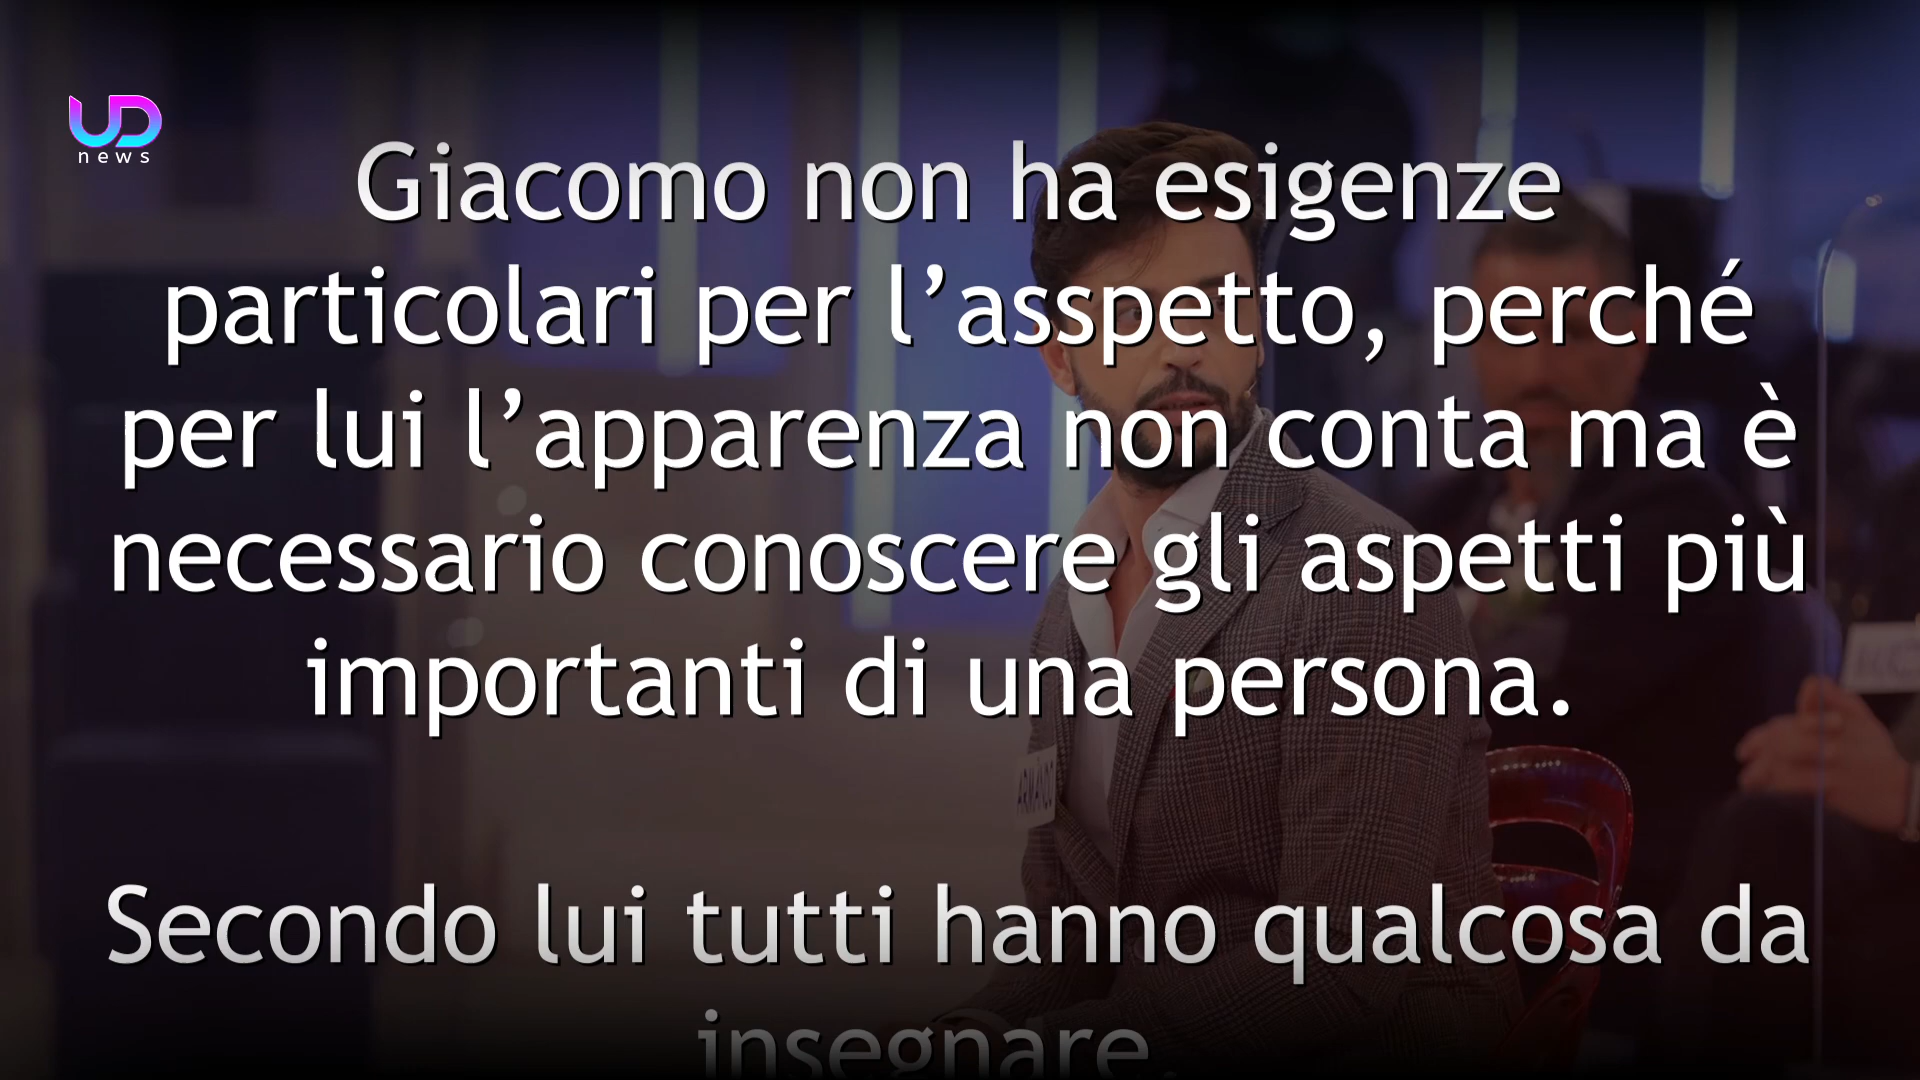 UD
news
Giacomo non ha esigenze
particolari per l’asspetto, perché
per lui l’apparenza non conta ma è
necessario conoscere gli aspetti più
importanti di una persona.
ARMANDO
Secondo lui tutti hanno qualcosa da
insegnare.